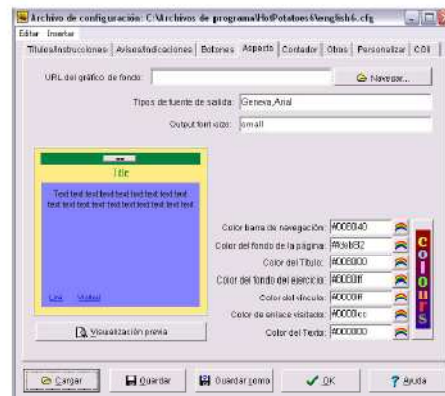 Archivo de configuración: C:\Archivos de programa\HotPotatoes6\english6.cfg
Editar Insertar
Títulos/Instrucciones Avisos/Indicaciones Botones Aspecto Contador Otros Personalizar CGI
URL del gráfico de fondo: Navegar...
Tipos de fuente de salida: Geneva,Arial
Output font size: small
Title
Text text text text text text text text text
text text text text text text text text text
Link Visited
Color barra de navegación:
Color del fondo de la página:
Color del Título:
Color del fondo del ejercicio:
Color del vínculo:
Color de enlace visitado: #0000cc
Color del Texto: #000000
colours
Visualización previa
Cargar Guardar Guardar como OK Ayuda